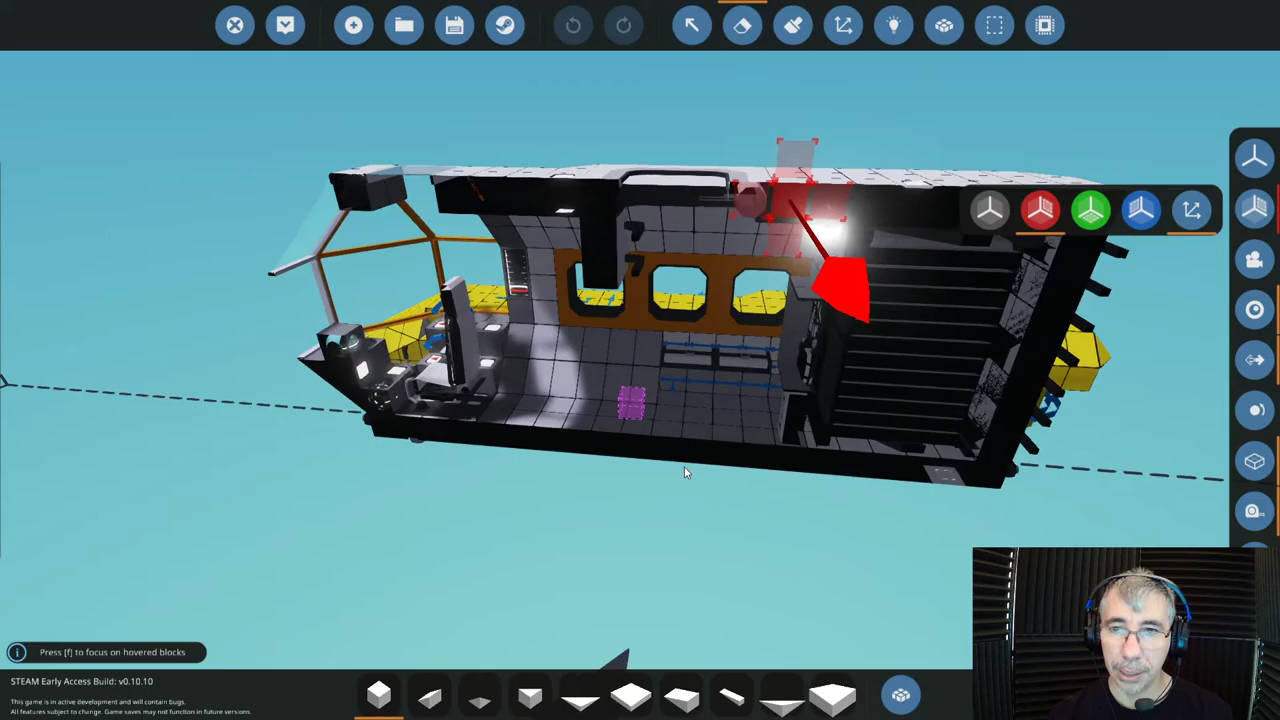 Press [f] to focus on hovered blocks
STEAM Early Access Build: v0.10.10
This game is in active development and will contain bugs.
All features subject to change. Game saves may not function in future versions.